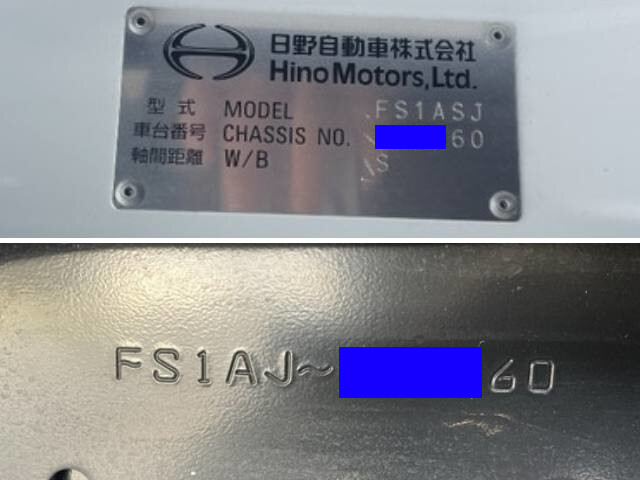 日野自動車株式会社
Hino Motors, Ltd.
型式 MODEL FS1ASJ
車台番号 CHASSIS NO. 60
軸間距離 W/B JS
FS1AJ~ 60